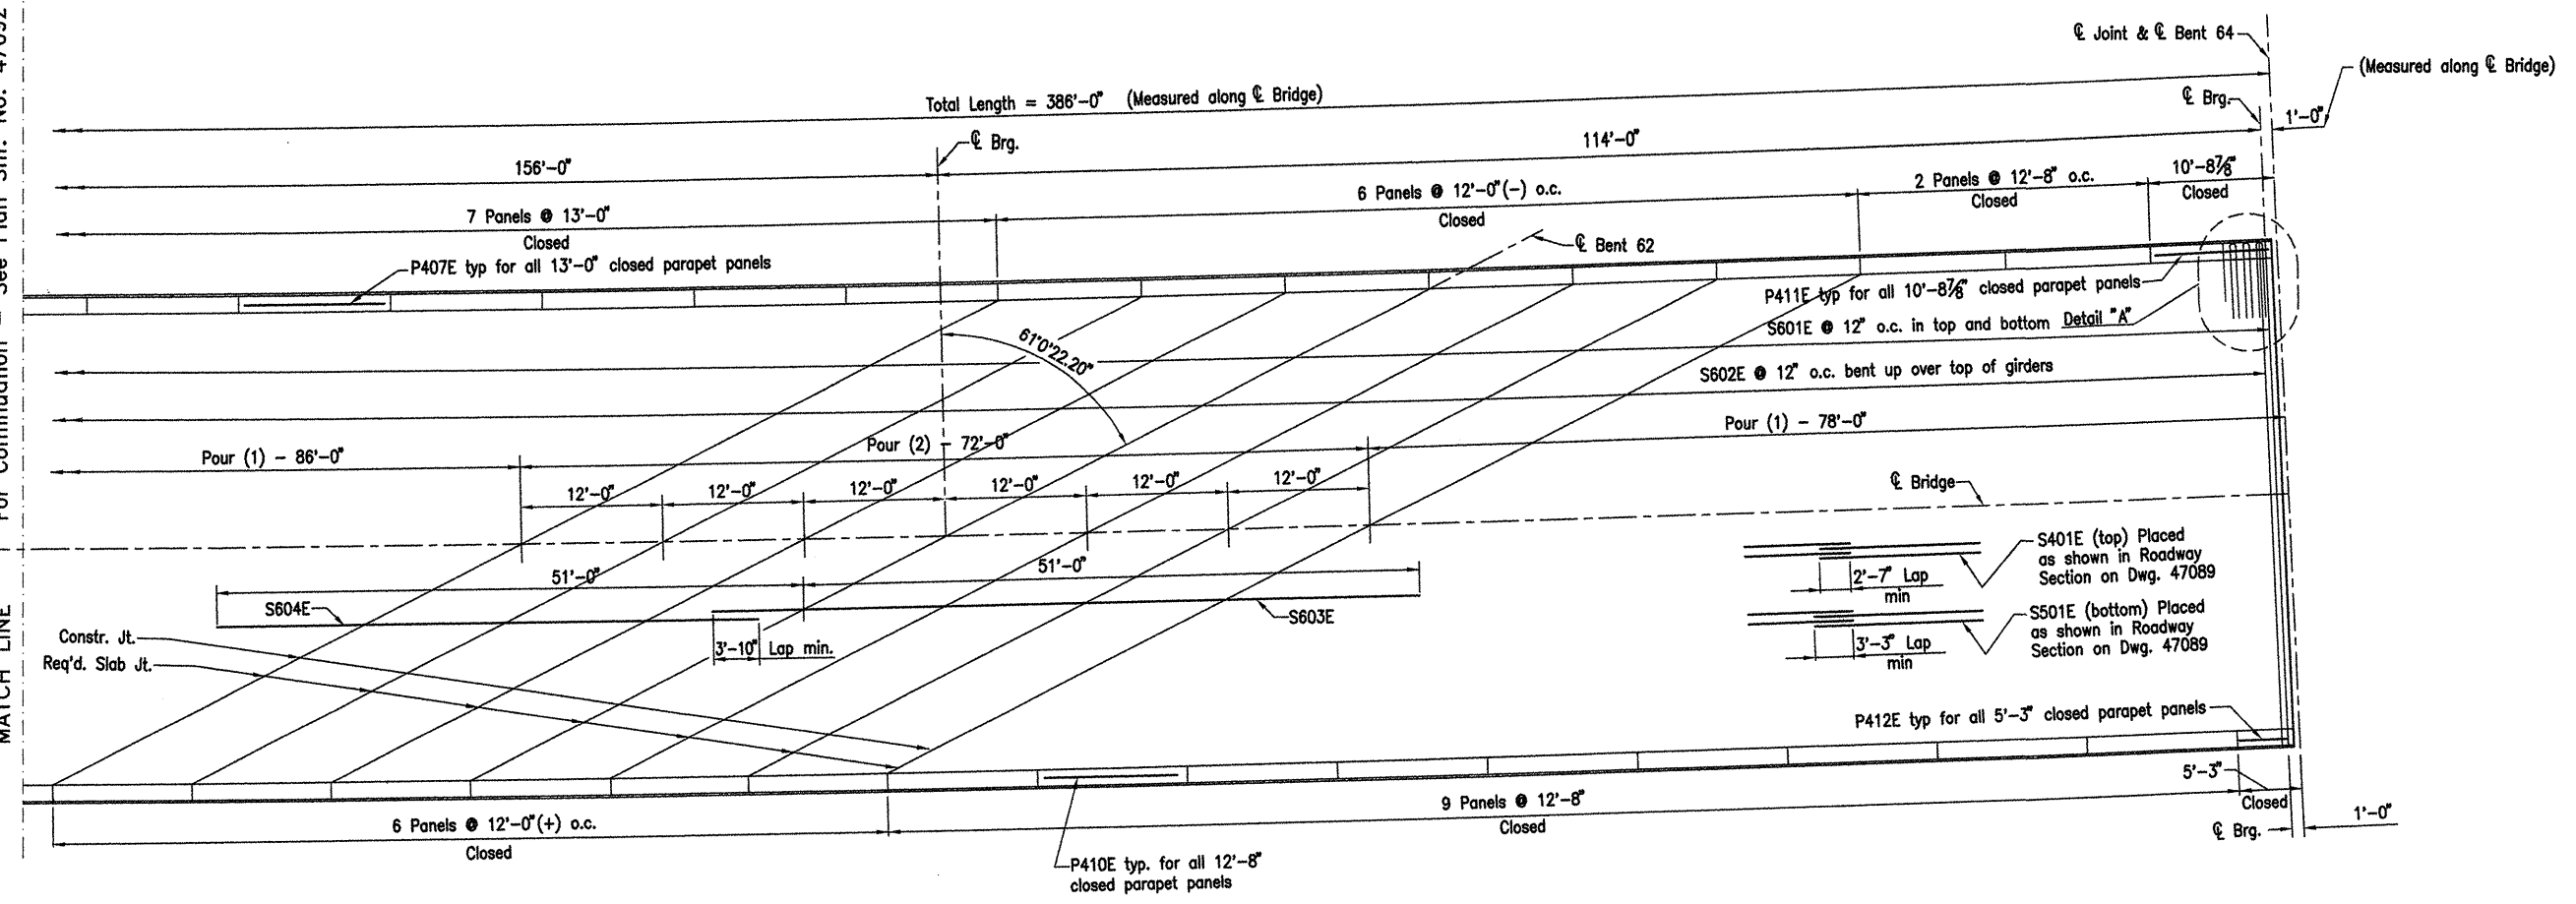 ℄ Joint & ℄ Bent 64
(Measured along ℄ Bridge)
Total Length = 386'-0" (Measured along ℄ Bridge)
℄ Brg.
1'-0"
℄ Brg.
114'-0"
156'-0"
10'-8⅞"
Closed
2 Panels @ 12'-8" o.c.
Closed
6 Panels @ 12'-0"(-) o.c.
Closed
7 Panels @ 13'-0"
Closed
℄ Bent 62
P407E typ for all 13'-0" closed parapet panels
P411E typ for all 10'-8⅞" closed parapet panels
S601E @ 12" o.c. in top and bottom
Detail "A"
61°0'22.20"
S602E @ 12" o.c. bent up over top of girders
Pour (1) - 86'-0"
Pour (2) - 72'-0"
Pour (1) - 78'-0"
12'-0"
12'-0"
12'-0"
12'-0"
12'-0"
12'-0"
℄ Bridge
51'-0"
51'-0"
S604E
S603E
3'-10" Lap min.
S401E (top) Placed
as shown in Roadway
Section on Dwg. 47089
2'-7" Lap
min
S501E (bottom) Placed
as shown in Roadway
Section on Dwg. 47089
3'-3" Lap
min
Constr. Jt.
Req'd. Slab Jt.
MATCH LINE
P412E typ for all 5'-3" closed parapet panels
5'-3"
Closed
9 Panels @ 12'-8"
Closed
6 Panels @ 12'-0"(+) o.c.
Closed
℄ Brg.
1'-0"
P410E typ. for all 12'-8"
closed parapet panels